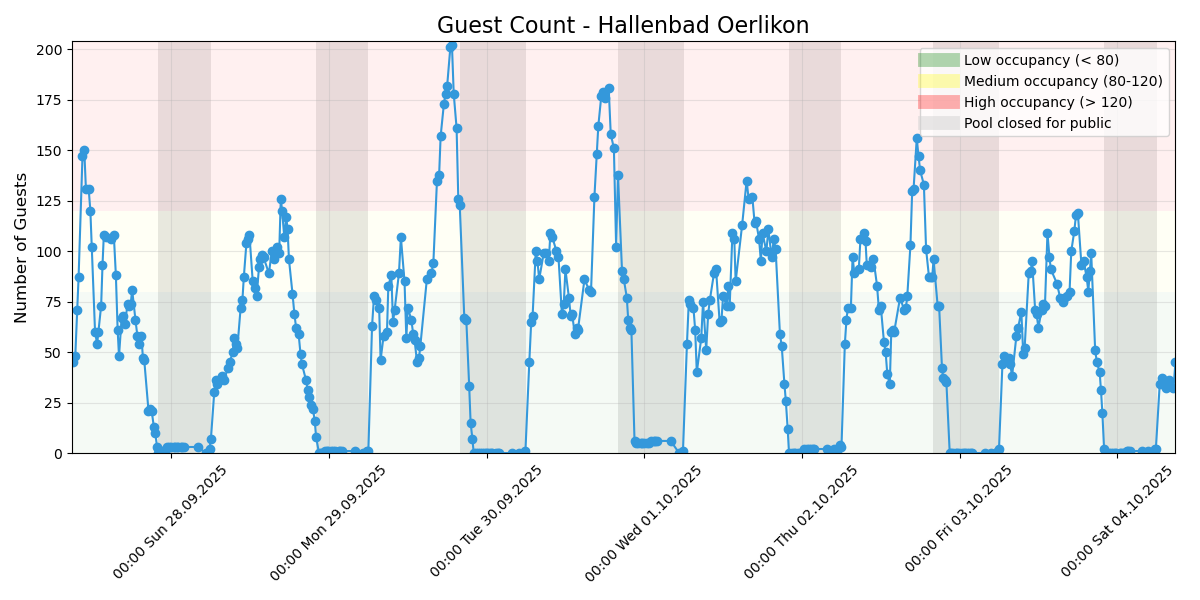 Guest Count - Hallenbad Oerlikon
Number of Guests
200
175
150
125
100
75
50
25
0
Low occupancy (< 80)
Medium occupancy (80-120)
High occupancy (> 120)
Pool closed for public
00:00 Sun 28.09.2025
00:00 Mon 29.09.2025
00:00 Tue 30.09.2025
00:00 Wed 01.10.2025
00:00 Thu 02.10.2025
00:00 Fri 03.10.2025
00:00 Sat 04.10.2025